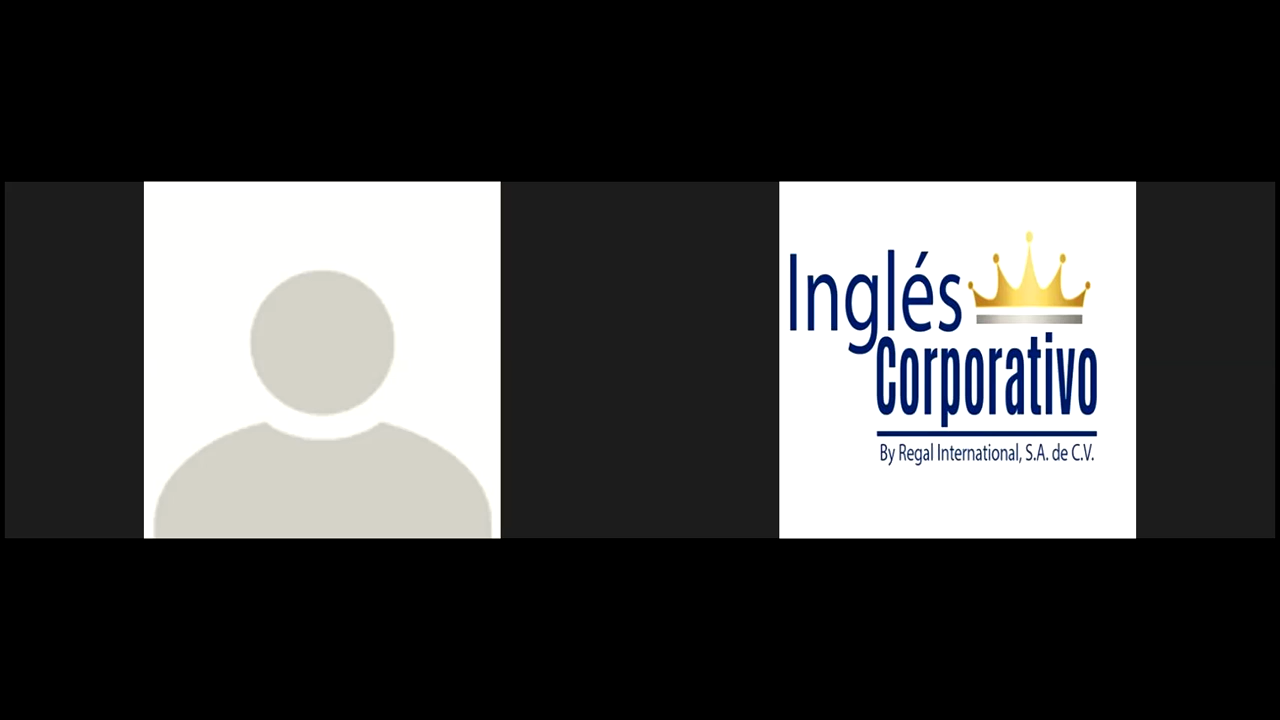 Inglés
Corporativo
By Regal International, S.A. de C.V.